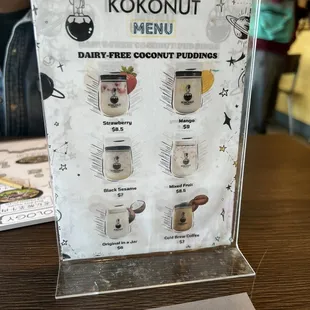 KOKONUT
MENU
DAIRY-FREE COCONUT PUDDINGS
Strawberry
$8.5
Mango
$9
Black Sesame
$7
Mixed Fruit
$8.5
Original in a Jar
$6
Cold Brew Coffee
$7